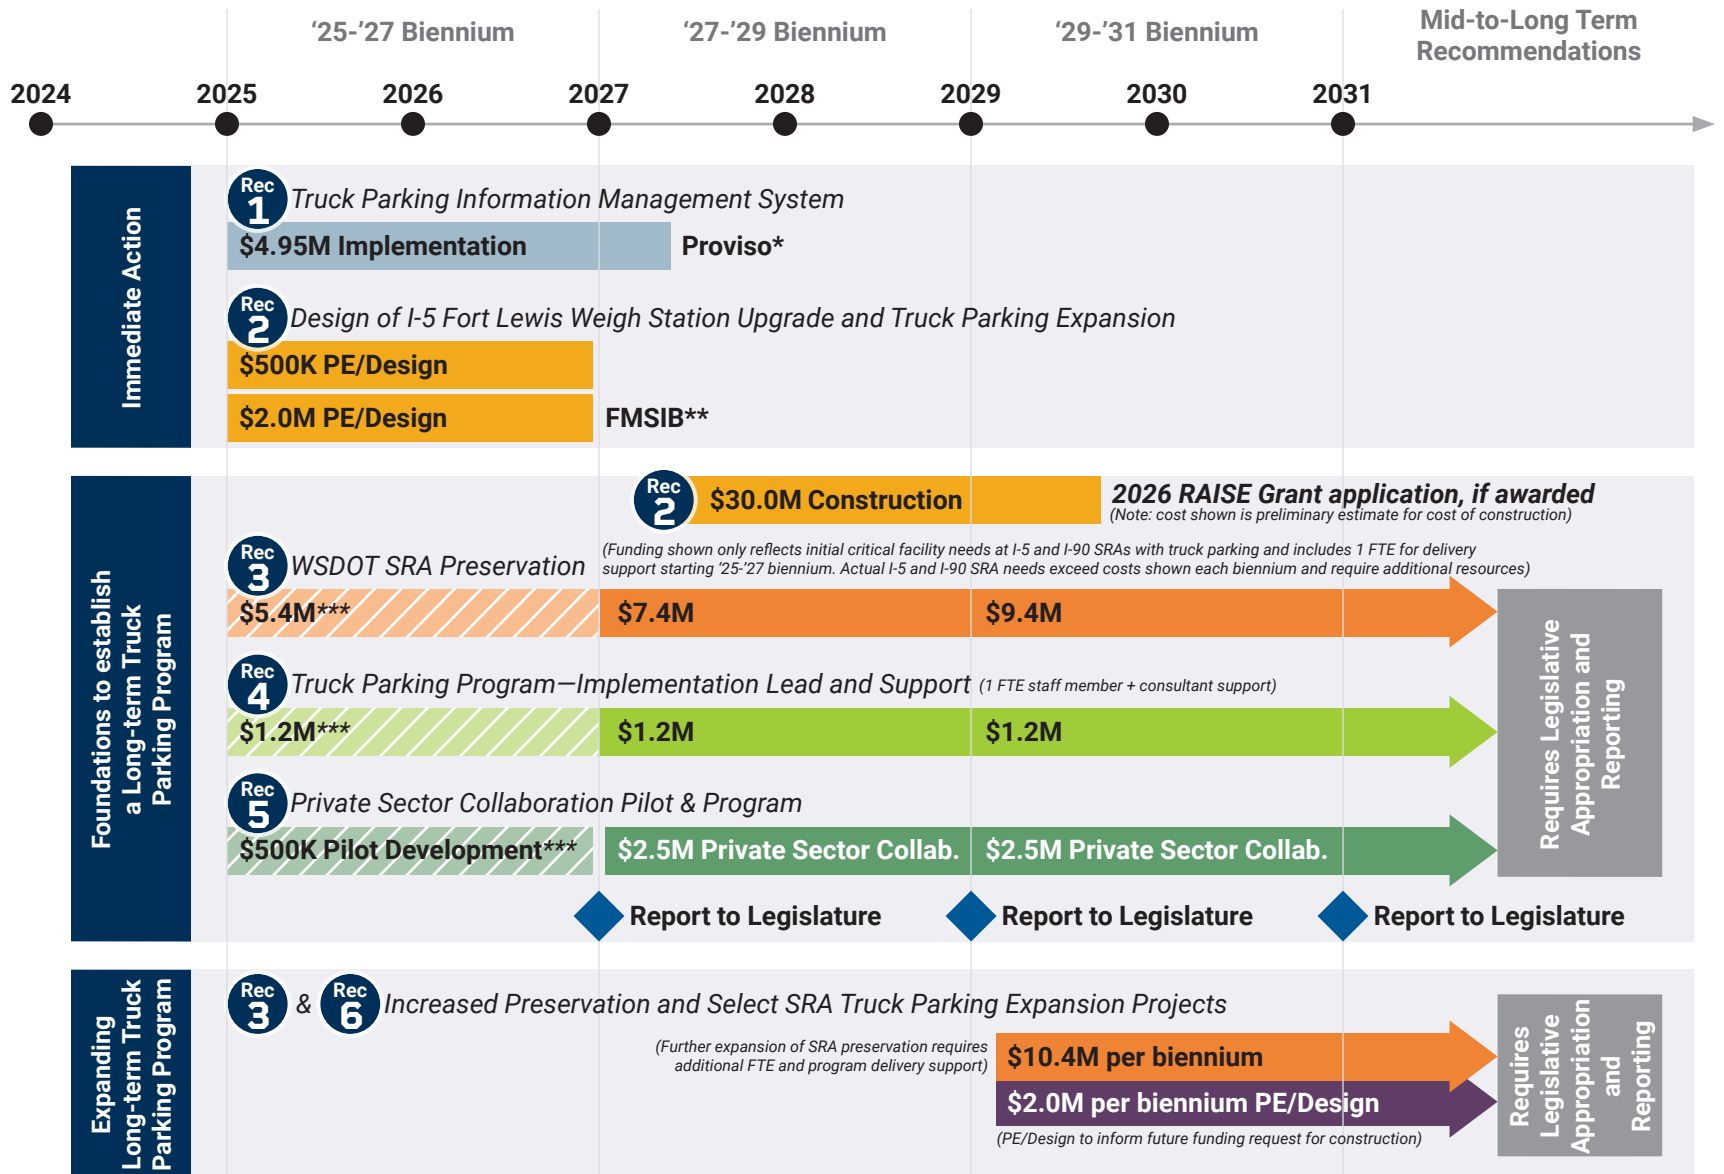 ‘25-’27 Biennium
‘27-’29 Biennium
‘29-’31 Biennium
Mid-to-Long Term
Recommendations
2024
2025
2026
2027
2028
2029
2030
2031
Immediate Action
Rec
1
Truck Parking Information Management System
$4.95M Implementation
Proviso*
Rec
2
Design of I-5 Fort Lewis Weigh Station Upgrade and Truck Parking Expansion
$500K PE/Design
$2.0M PE/Design
FMSIB**
Foundations to establish
a Long-term Truck
Parking Program
Rec
2
$30.0M Construction
2026 RAISE Grant application, if awarded
(Note: cost shown is preliminary estimate for cost of construction)
Rec
3
WSDOT SRA Preservation
(Funding shown only reflects initial critical facility needs at I-5 and I-90 SRAs with truck parking and includes 1 FTE for delivery
support starting ‘25-’27 biennium. Actual I-5 and I-90 SRA needs exceed costs shown each biennium and require additional resources)
$5.4M***
$7.4M
$9.4M
Rec
4
Truck Parking Program—Implementation Lead and Support (1 FTE staff member + consultant support)
$1.2M***
$1.2M
$1.2M
Rec
5
Private Sector Collaboration Pilot & Program
$500K Pilot Development***
$2.5M Private Sector Collab.
$2.5M Private Sector Collab.
Requires Legislative
Appropriation and
Reporting
Report to Legislature
Report to Legislature
Report to Legislature
Expanding
Long-term Truck
Parking Program
Rec
3
&
Rec
6
Increased Preservation and Select SRA Truck Parking Expansion Projects
(Further expansion of SRA preservation requires
additional FTE and program delivery support)
$10.4M per biennium
$2.0M per biennium PE/Design
(PE/Design to inform future funding request for construction)
Requires
Legislative
Appropriation
and
Reporting